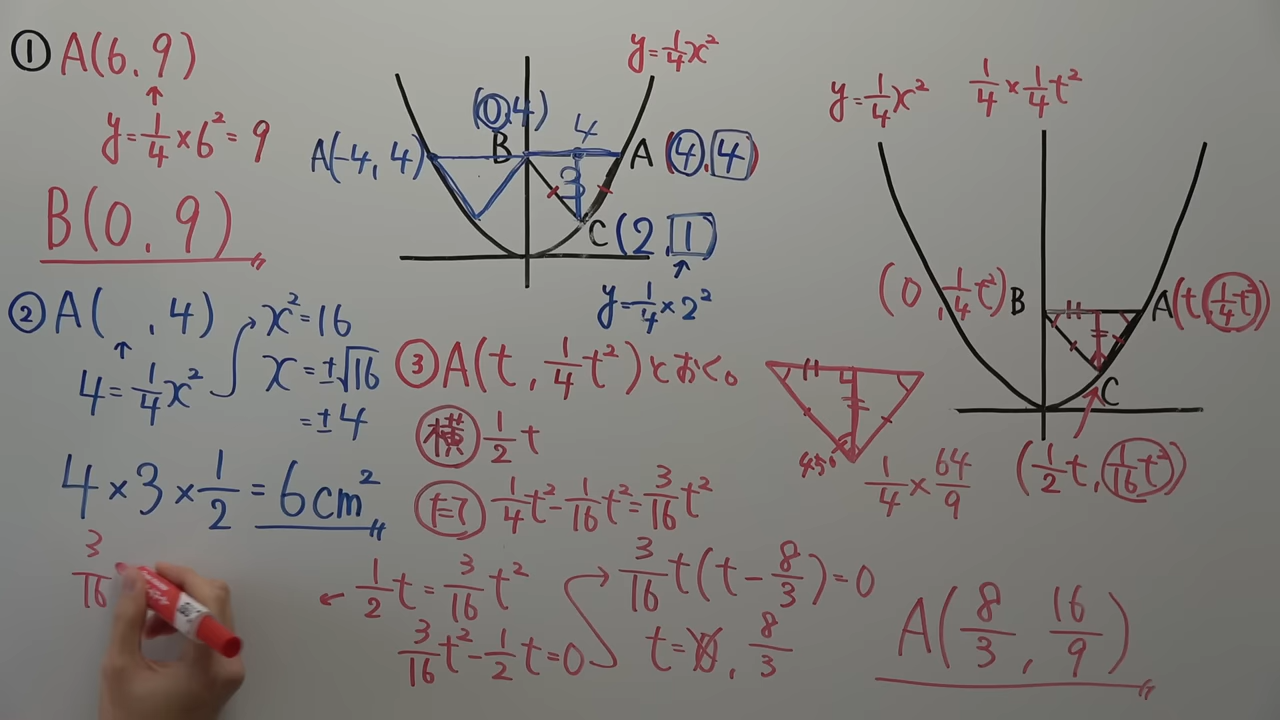 ① A(6, 9)
y=1/4×6²=9
B(0, 9)
② A( , 4)
4=1/4x²
x²=16
x=±√16
=±4
4×3×1/2=6cm²
3/16
y=1/4x²
(0,4)
4
A(-4, 4)
B
A(4,4)
3
C(2,1)
y=1/4×2²
③ A(t, 1/4t²)とおく。
横 1/2t
たて 1/4t²-1/16t²=3/16t²
1/2t=3/16t²
3/16t²-1/2t=0
3/16t(t-8/3)=0
t=0, 8/3
y=1/4x²
1/4×1/4t²
(0, 1/4t²)
B
A(t, 1/4t²)
C
(1/2t, 1/16t²)
45°
1/4×64/9
A(8/3, 16/9)